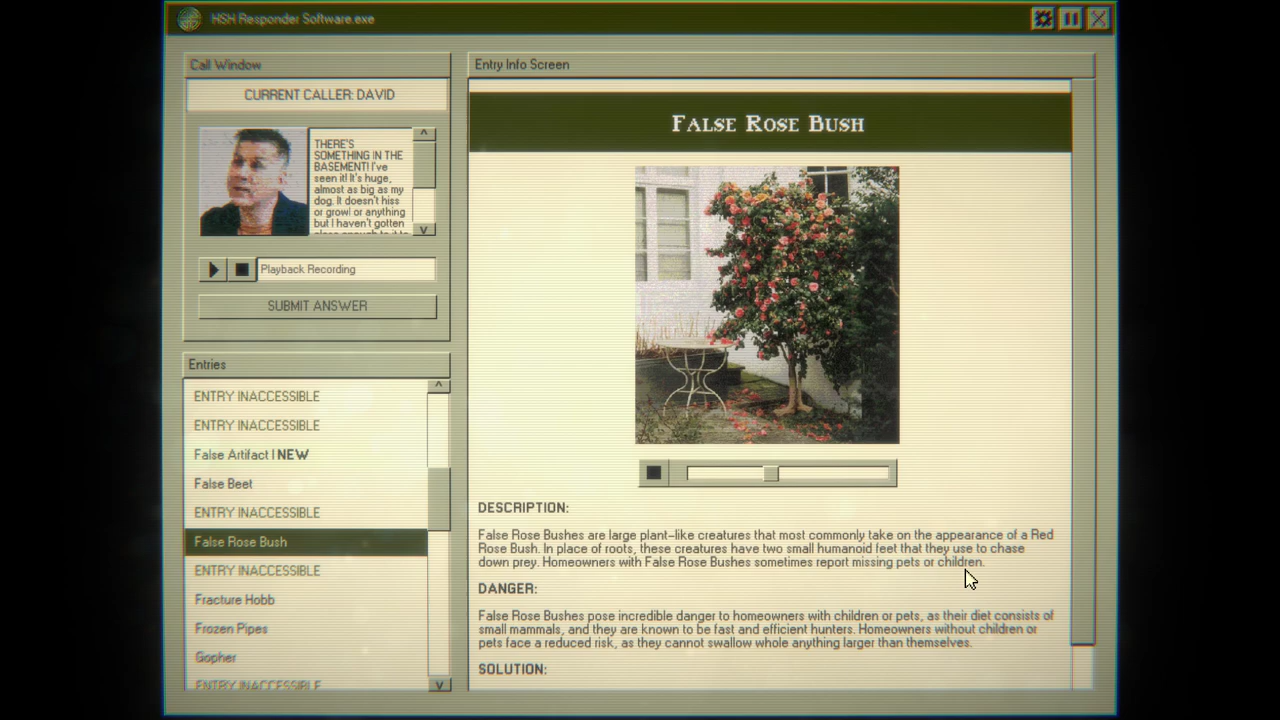 HSH Responder Software.exe
Call Window
CURRENT CALLER: DAVID
THERE'S
SOMETHING IN THE
BASEMENT! I've
seen it! It's huge,
almost as big as my
dog. It doesn't hiss
or growl or anything
but I haven't gotten
Playback Recording
SUBMIT ANSWER
Entries
ENTRY INACCESSIBLE
ENTRY INACCESSIBLE
False Artifact | NEW
False Beet
ENTRY INACCESSIBLE
False Rose Bush
ENTRY INACCESSIBLE
Fracture Hobb
Frozen Pipes
Gopher
ENTRY INACCESSIBLE
Entry Info Screen
False Rose Bush
DESCRIPTION:
False Rose Bushes are large plant-like creatures that most commonly take on the appearance of a Red
Rose Bush. In place of roots, these creatures have two small humanoid feet that they use to chase
down prey. Homeowners with False Rose Bushes sometimes report missing pets or children.
DANGER:
False Rose Bushes pose incredible danger to homeowners with children or pets, as their diet consists of
small mammals, and they are known to be fast and efficient hunters. Homeowners without children or
pets face a reduced risk, as they cannot swallow whole anything larger than themselves.
SOLUTION: